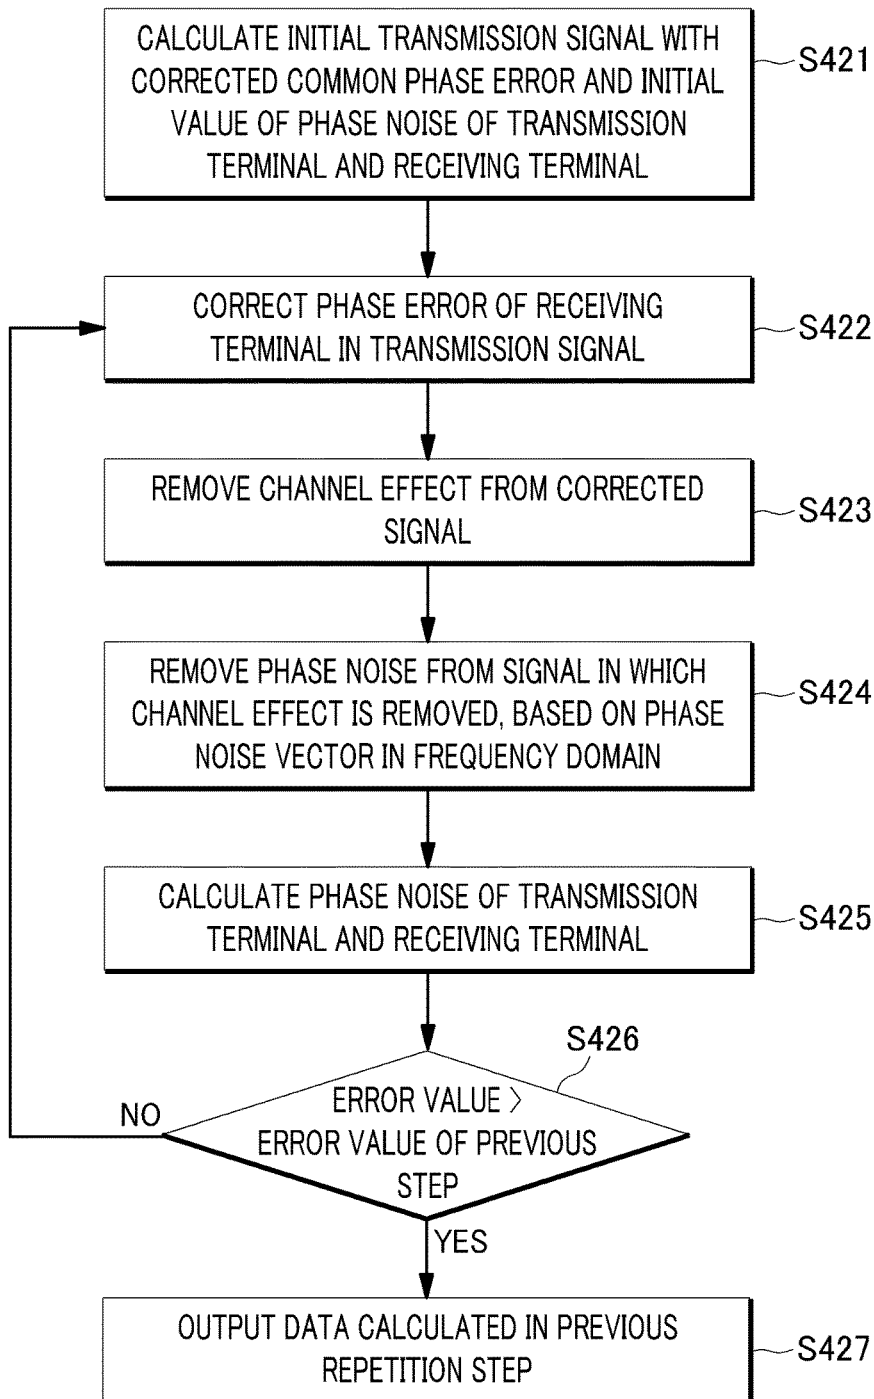 CALCULATE INITIAL TRANSMISSION SIGNAL WITH
CORRECTED COMMON PHASE ERROR AND INITIAL
VALUE OF PHASE NOISE OF TRANSMISSION
TERMINAL AND RECEIVING TERMINAL
S421
CORRECT PHASE ERROR OF RECEIVING
TERMINAL IN TRANSMISSION SIGNAL
S422
REMOVE CHANNEL EFFECT FROM CORRECTED
SIGNAL
S423
REMOVE PHASE NOISE FROM SIGNAL IN WHICH
CHANNEL EFFECT IS REMOVED, BASED ON PHASE
NOISE VECTOR IN FREQUENCY DOMAIN
S424
CALCULATE PHASE NOISE OF TRANSMISSION
TERMINAL AND RECEIVING TERMINAL
S425
S426
ERROR VALUE >
ERROR VALUE OF PREVIOUS
STEP
NO
YES
OUTPUT DATA CALCULATED IN PREVIOUS
REPETITION STEP
S427